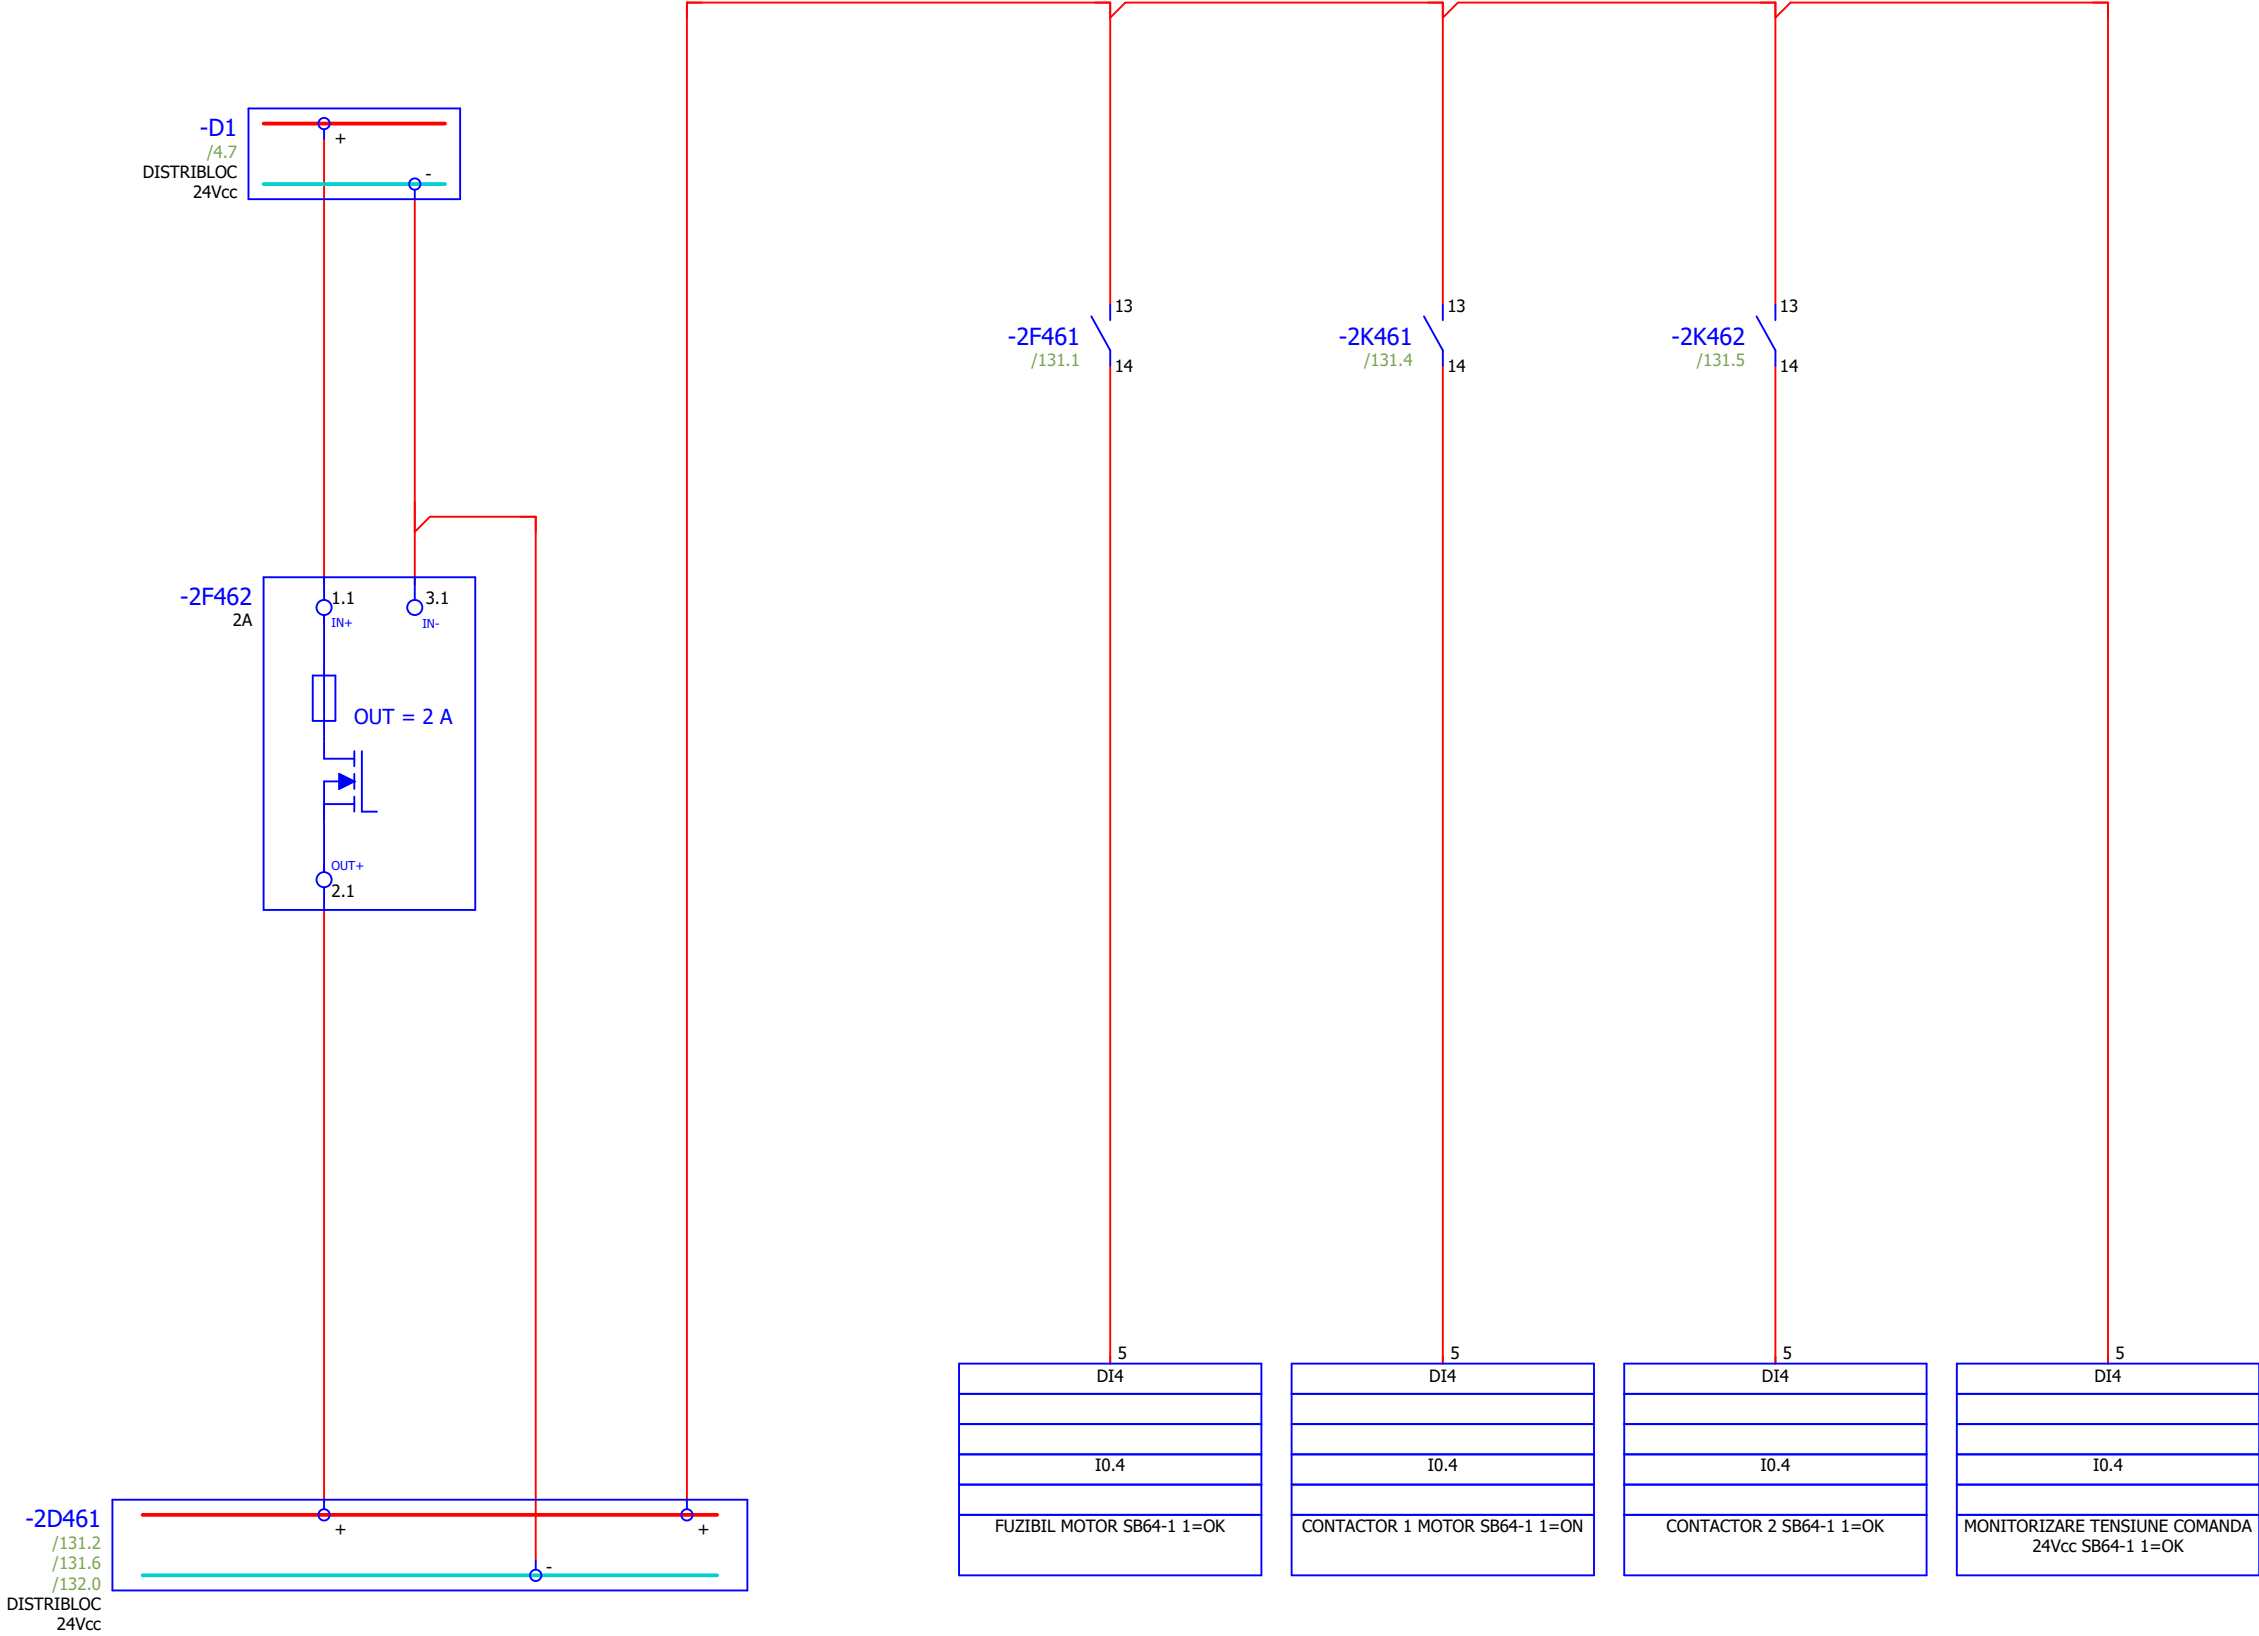 -D1
/4.7
DISTRIBLOC
24Vcc
+
-
-2F462
2A
1.1
IN+
3.1
IN-
OUT = 2 A
OUT+
2.1
-2D461
/131.2
/131.6
/132.0
DISTRIBLOC
24Vcc
+
-
+
-2F461
/131.1
13
14
-2K461
/131.4
13
14
-2K462
/131.5
13
14
5
DI4
I0.4
FUZIBIL MOTOR SB64-1 1=OK
5
DI4
I0.4
CONTACTOR 1 MOTOR SB64-1 1=ON
5
DI4
I0.4
CONTACTOR 2 SB64-1 1=OK
5
DI4
I0.4
MONITORIZARE TENSIUNE COMANDA
24Vcc SB64-1 1=OK